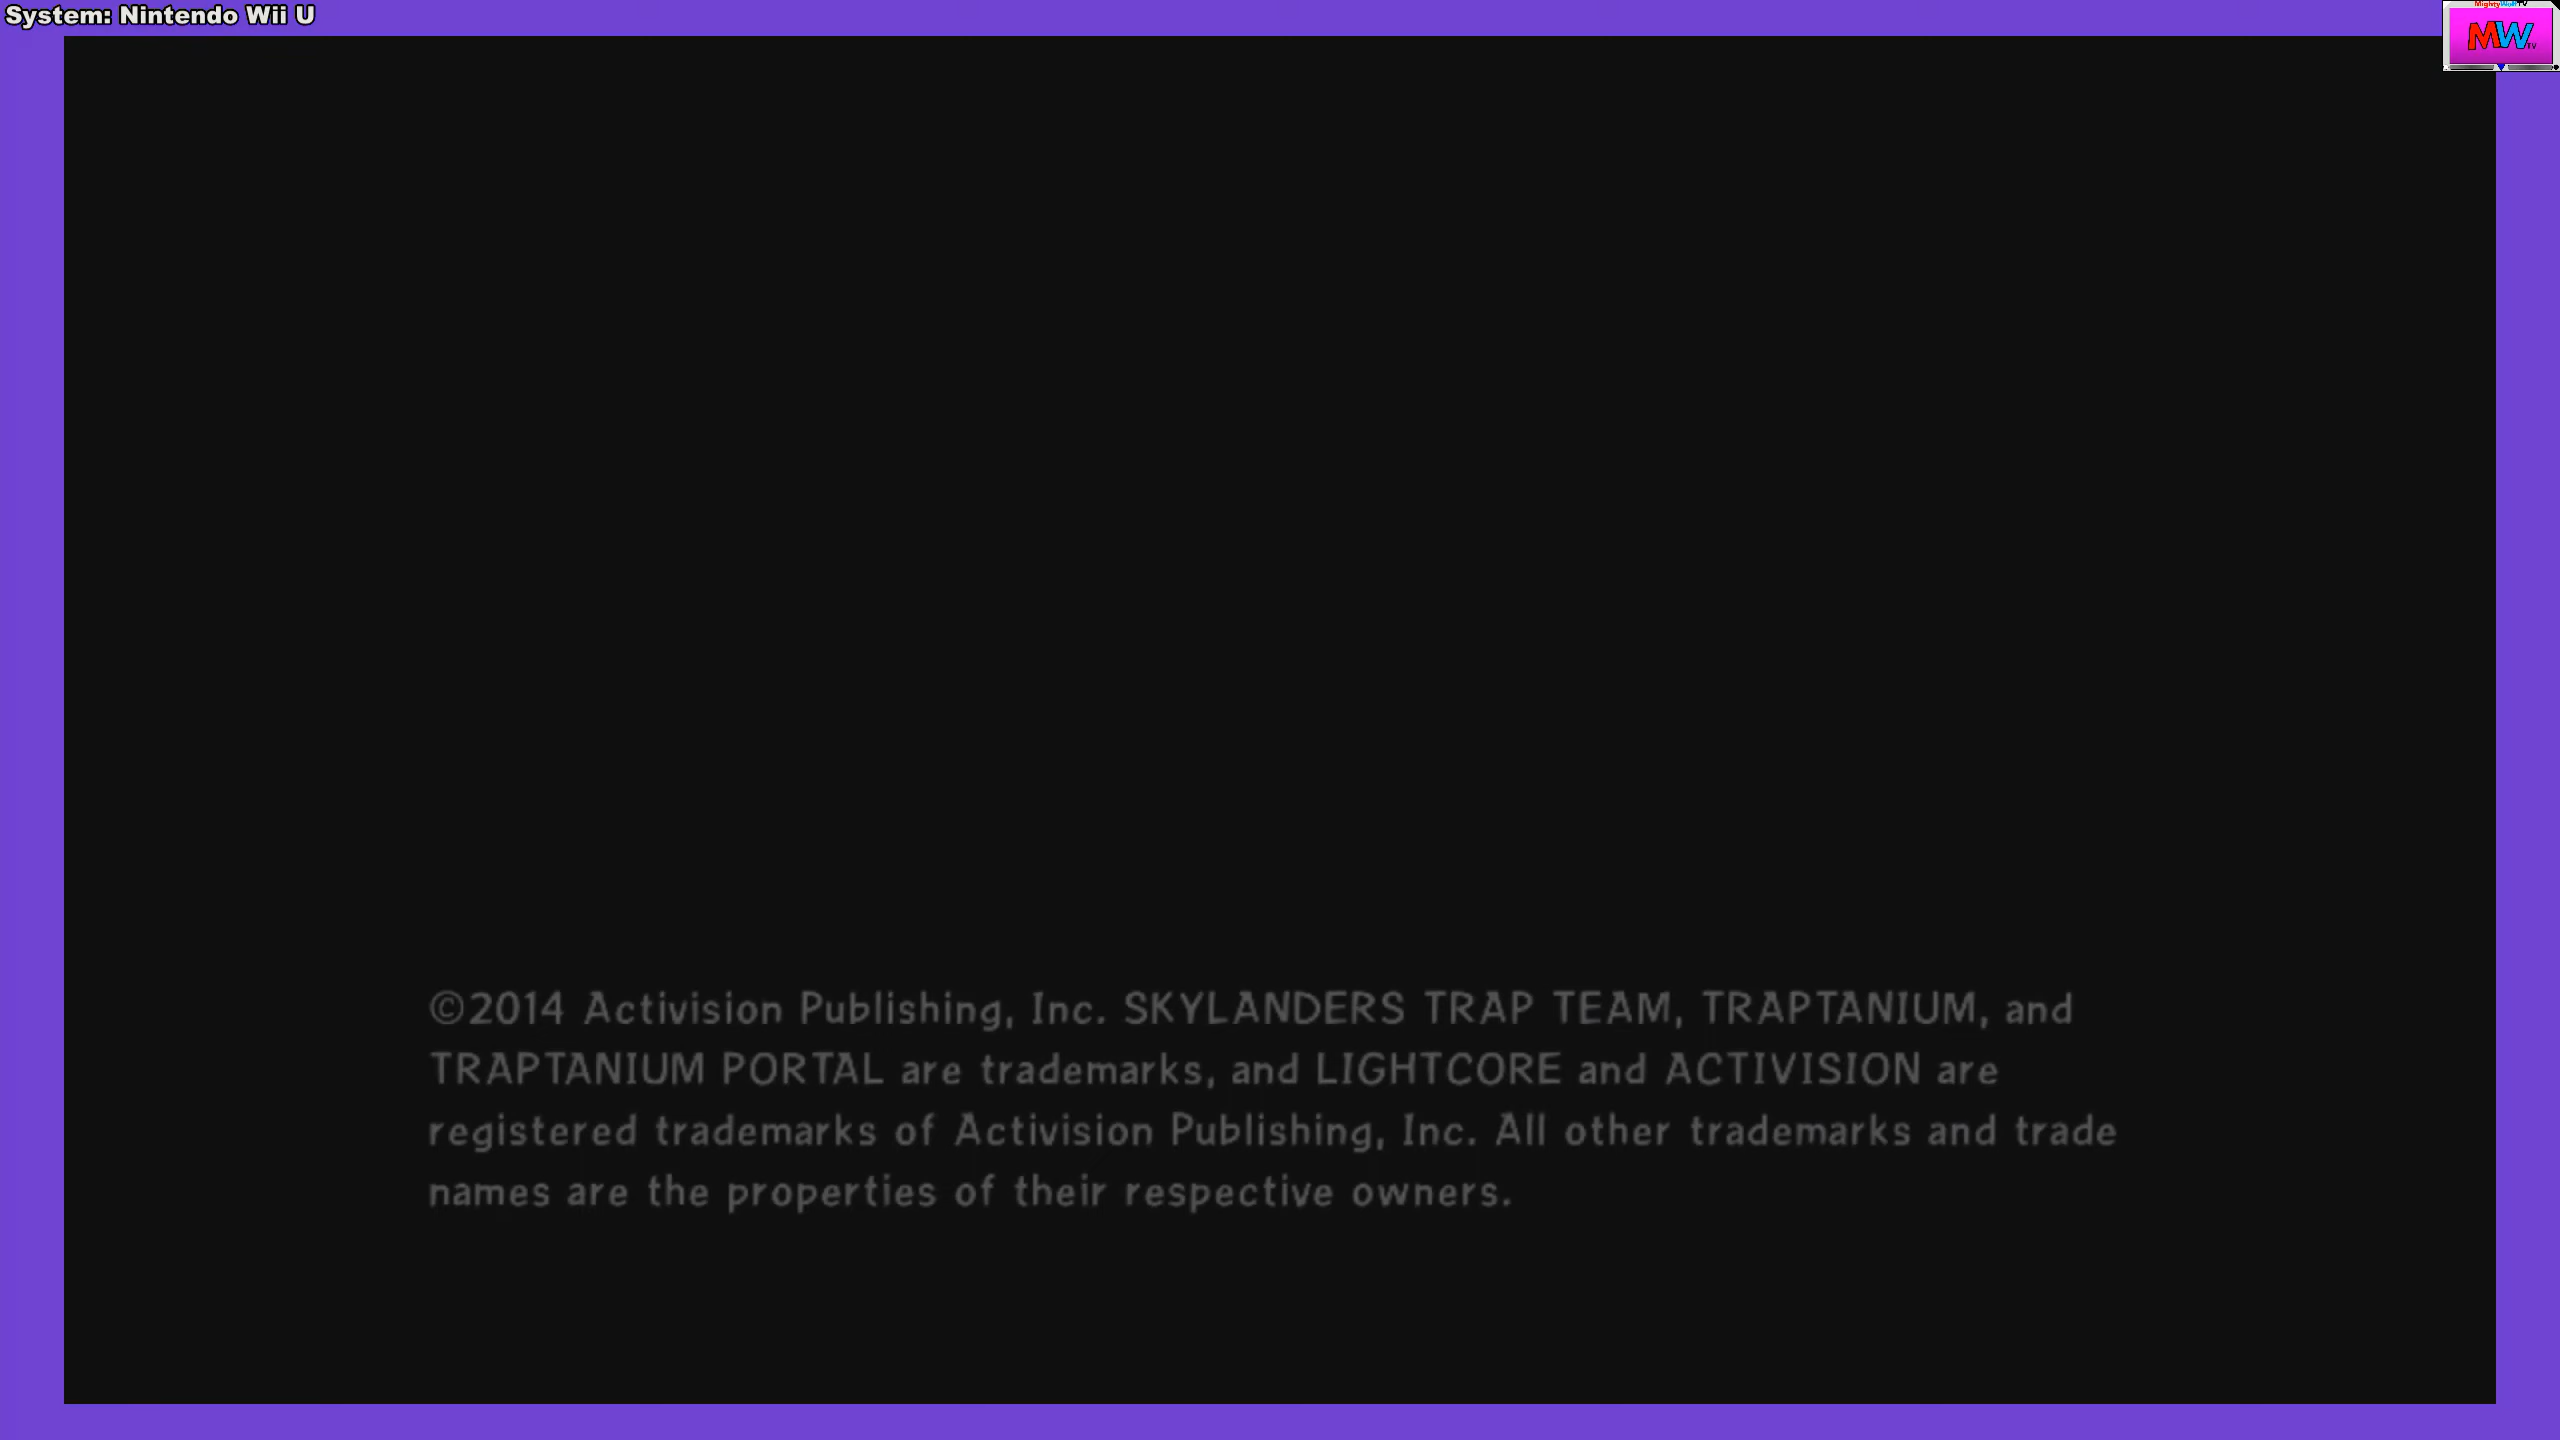 System: Nintendo Wii U
MightyWolfTV
MW TV
©2014 Activision Publishing, Inc. SKYLANDERS TRAP TEAM, TRAPTANIUM, and
TRAPTANIUM PORTAL are trademarks, and LIGHTCORE and ACTIVISION are
registered trademarks of Activision Publishing, Inc. All other trademarks and trade
names are the properties of their respective owners.